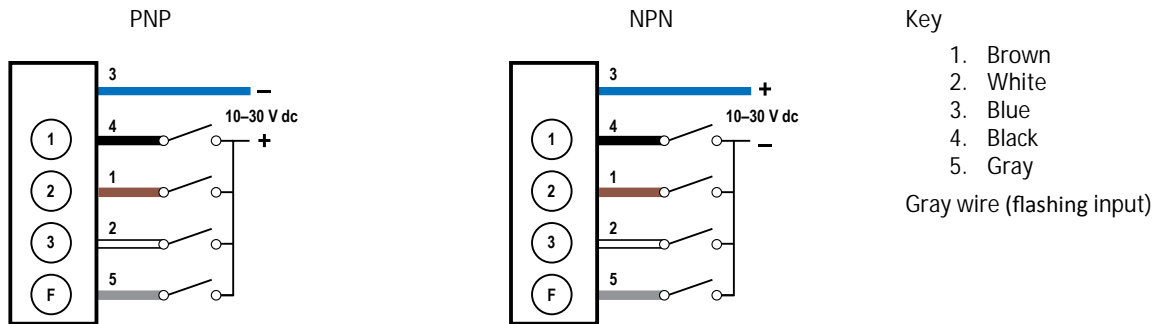 PNP
3
–
10–30 V dc
1
4
+
2
1
3
2
F
5
NPN
3
+
10–30 V dc
1
4
–
2
1
3
2
F
5
Key
1. Brown
2. White
3. Blue
4. Black
5. Gray
Gray wire (flashing input)